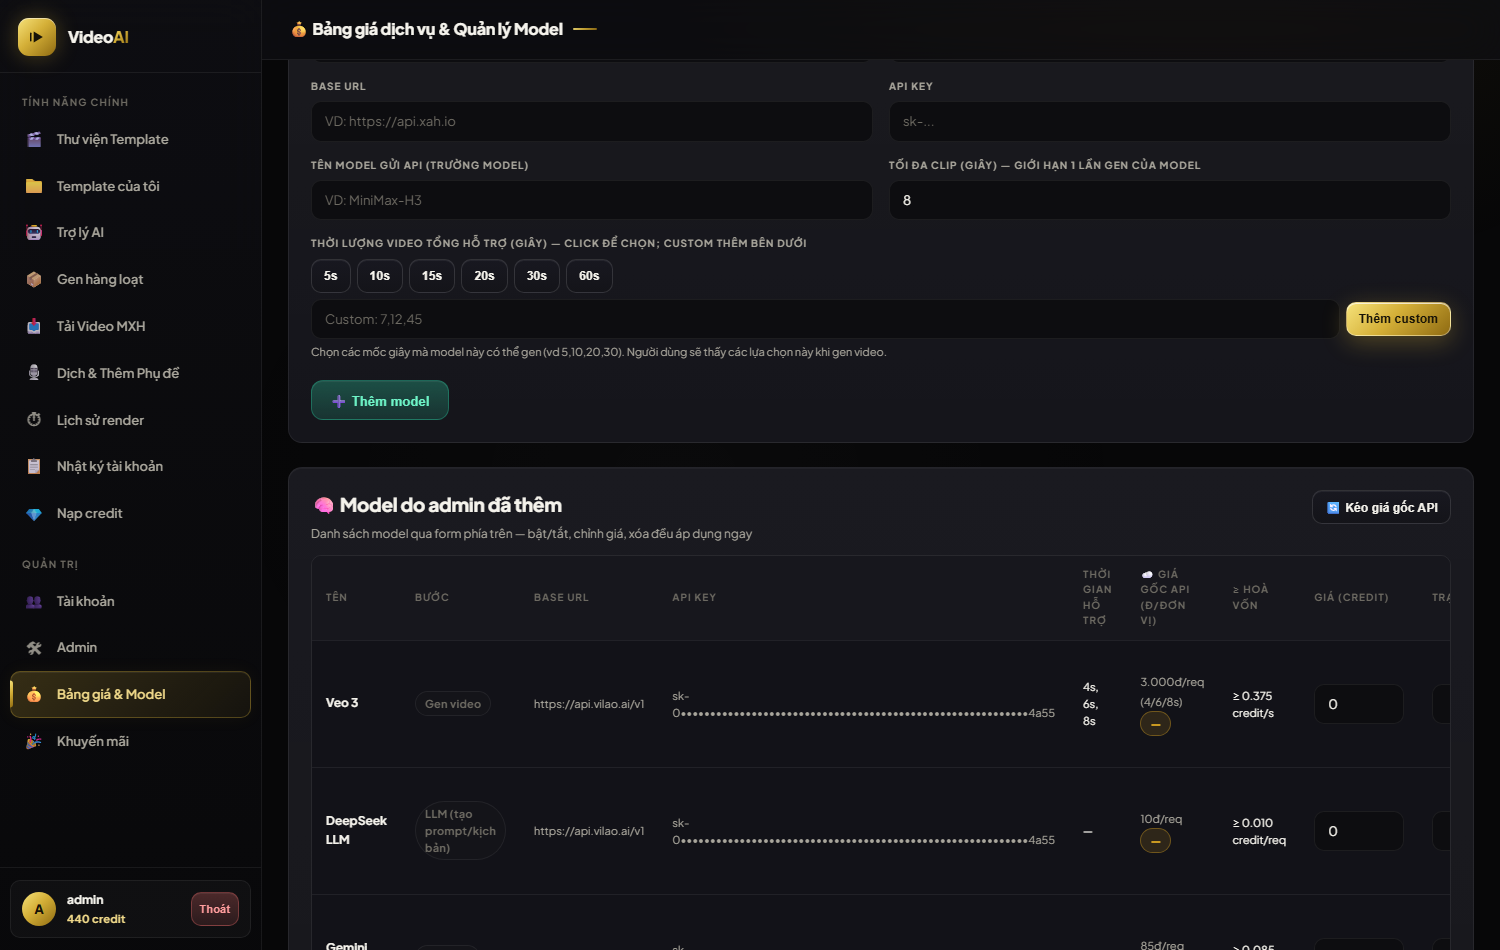 VideoAI
TÍNH NĂNG CHÍNH
Thư viện Template
Template của tôi
Trợ lý AI
Gen hàng loạt
Tải Video MXH
Dịch & Thêm Phụ đề
Lịch sử render
Nhật ký tài khoản
Nạp credit
QUẢN TRỊ
Tài khoản
Admin
Bảng giá & Model
Khuyến mãi
A
admin
440 credit
Thoát
Bảng giá dịch vụ & Quản lý Model
BASE URL
API KEY
VD: https://api.xah.io
sk-...
TÊN MODEL GỬI API (TRƯỜNG MODEL)
TỐI ĐA CLIP (GIÂY) — GIỚI HẠN 1 LẦN GEN CỦA MODEL
VD: MiniMax-H3
8
THỜI LƯỢNG VIDEO TỔNG HỖ TRỢ (GIÂY) — CLICK ĐỂ CHỌN; CUSTOM THÊM BÊN DƯỚI
5s 10s 15s 20s 30s 60s
Custom: 7,12,45
Thêm custom
Chọn các mốc giây mà model này có thể gen (vd 5,10,20,30). Người dùng sẽ thấy các lựa chọn này khi gen video.
Thêm model
Model do admin đã thêm
Kéo giá gốc API
Danh sách model qua form phía trên — bật/tắt, chỉnh giá, xóa đều áp dụng ngay
TÊN
BƯỚC
BASE URL
API KEY
THỜI
GIAN
HỖ
TRỢ
GIÁ
GỐC API
(Đ/ĐƠN
VỊ)
≥ HOÀ
VỐN
GIÁ (CREDIT)
Veo 3
Gen video
https://api.vilao.ai/v1
sk-
0••••••••••••••••••••••••••••••••••••••••••••••••••••••••••4a55
4s,
6s,
8s
3.000đ/req
(4/6/8s)
—
≥ 0.375
credit/s
0
DeepSeek
LLM
LLM (tạo
prompt/kịch
bản)
https://api.vilao.ai/v1
sk-
0••••••••••••••••••••••••••••••••••••••••••••••••••••••••••4a55
—
10đ/req
—
≥ 0.010
credit/req
0
Gemini
sk-
85đ/req
≥ 0.085